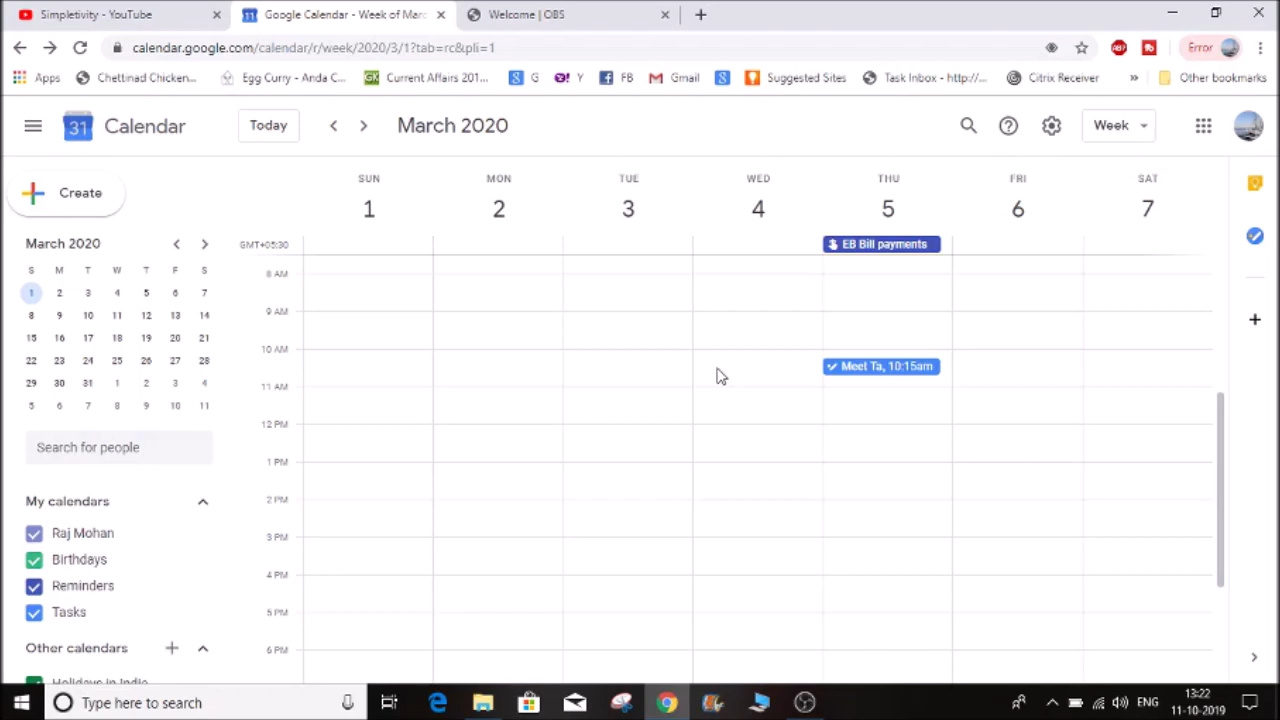 Simpletivity - YouTube
Google Calendar - Week of Marc
Welcome | OBS
calendar.google.com/calendar/r/week/2020/3/1?tab=rc&pli=1
ABP
Error
Apps
Chettinad Chicken...
Egg Curry - Anda C...
GK
Current Affairs 201...
G
Y
FB
Gmail
Suggested Sites
Task Inbox - http://...
Citrix Receiver
»
Other bookmarks
31
Calendar
Today
March 2020
Week
Create
SUN
MON
TUE
WED
THU
FRI
SAT
1
2
3
4
5
6
7
March 2020
GMT+05:30
EB Bill payments
S M T W T F S
1 2 3 4 5 6 7
8 9 10 11 12 13 14
15 16 17 18 19 20 21
22 23 24 25 26 27 28
29 30 31 1 2 3 4
5 6 7 8 9 10 11
8 AM
9 AM
10 AM
Meet Ta, 10:15am
11 AM
12 PM
1 PM
2 PM
3 PM
4 PM
5 PM
6 PM
Search for people
My calendars
Raj Mohan
Birthdays
Reminders
Tasks
Other calendars
Holidays in India
Type here to search
ENG
13:22
11-10-2019